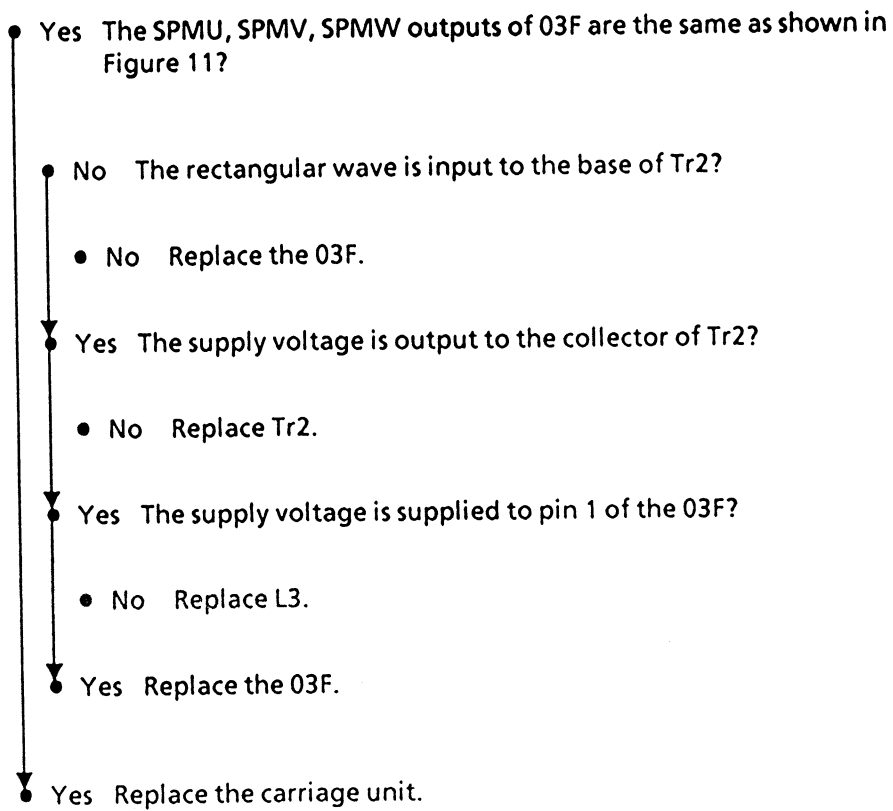 Yes The SPMU, SPMV, SPMW outputs of 03F are the same as shown in
Figure 11?
No The rectangular wave is input to the base of Tr2?
No Replace the 03F.
Yes The supply voltage is output to the collector of Tr2?
No Replace Tr2.
Yes The supply voltage is supplied to pin 1 of the 03F?
No Replace L3.
Yes Replace the 03F.
Yes Replace the carriage unit.